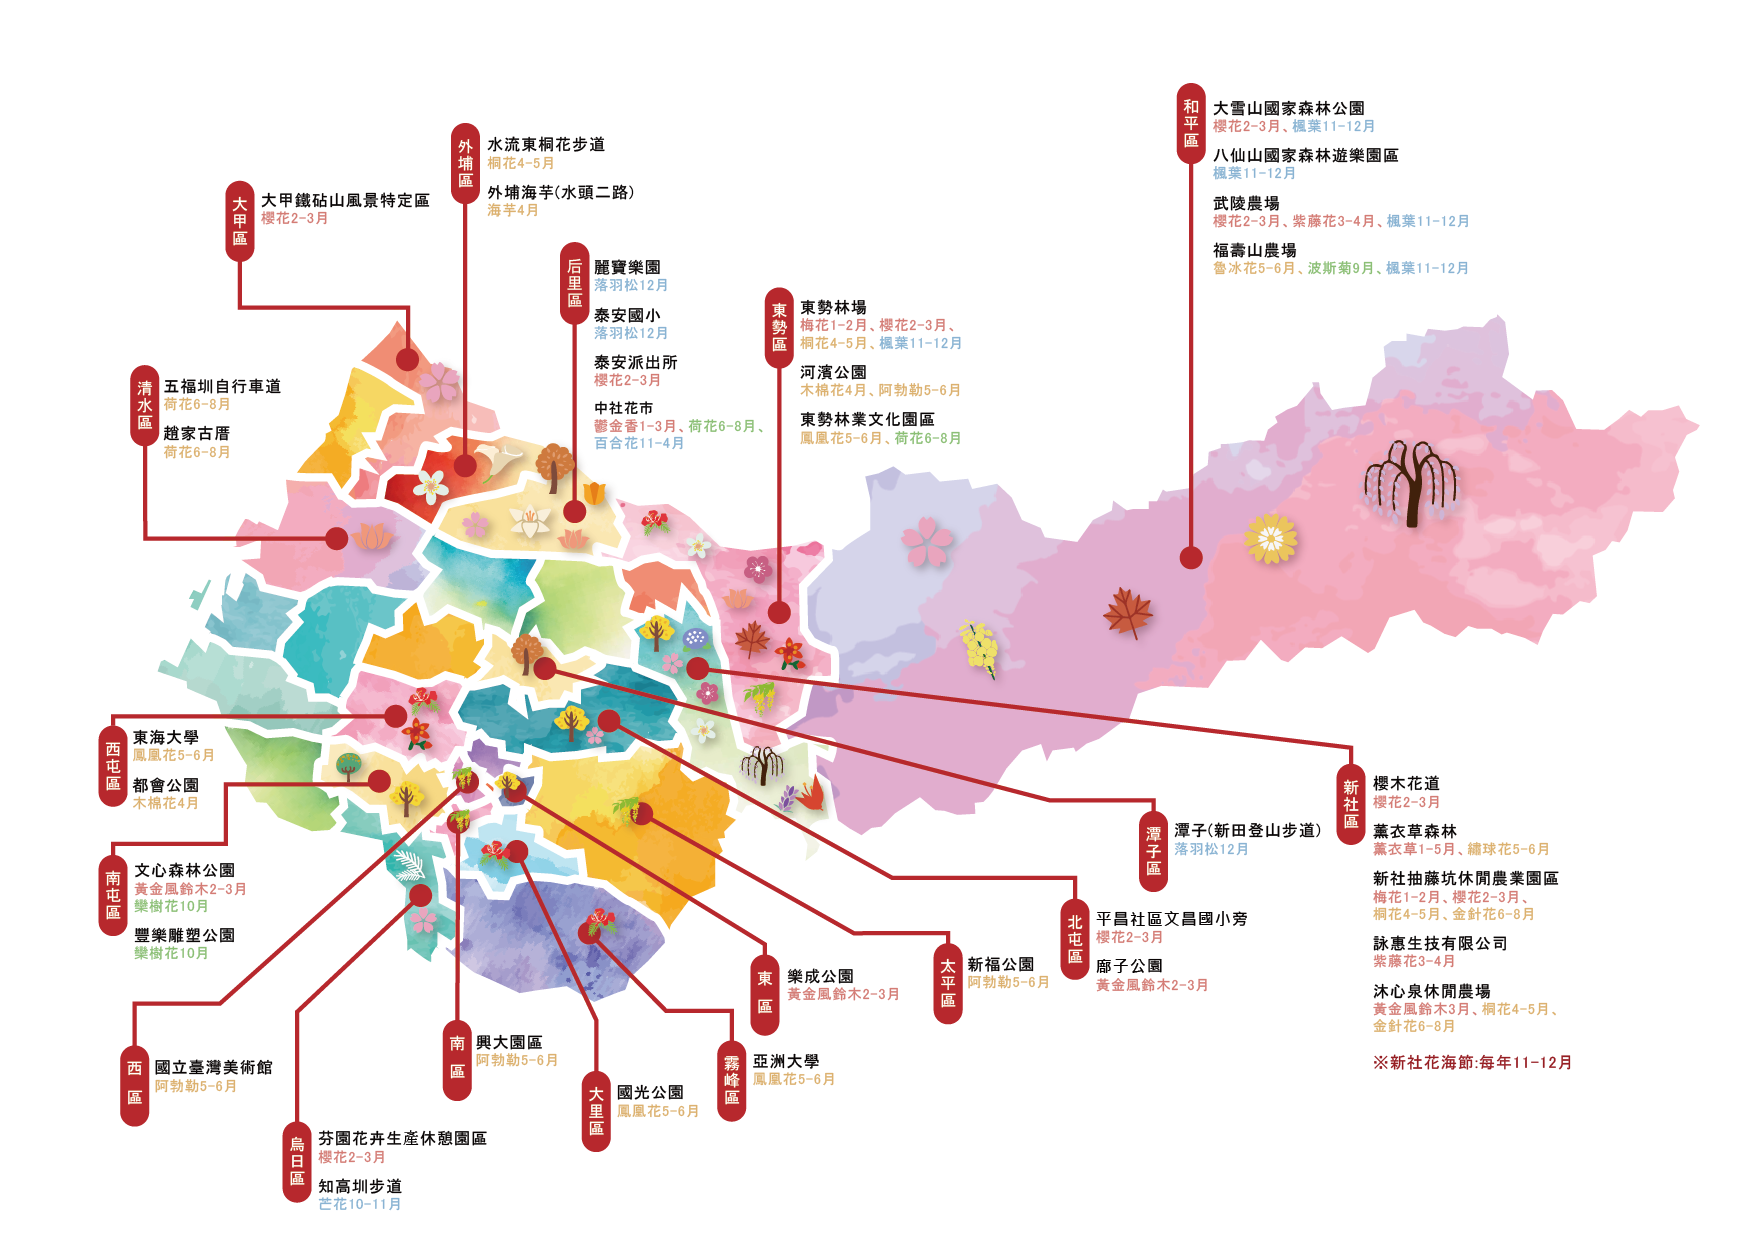 和平區
大雪山國家森林公園
櫻花2-3月、楓葉11-12月
八仙山國家森林遊樂園區
楓葉11-12月
武陵農場
櫻花2-3月、紫藤花3-4月、楓葉11-12月
福壽山農場
魯冰花5-6月、波斯菊9月、楓葉11-12月
外埔區
水流東桐花步道
桐花4-5月
外埔海芋(水頭二路)
海芋4月
大甲區
大甲鐵砧山風景特定區
櫻花2-3月
后里區
麗寶樂園
落羽松12月
泰安國小
落羽松12月
泰安派出所
櫻花2-3月
中社花市
鬱金香1-3月、荷花6-8月、
百合花11-4月
東勢區
東勢林場
梅花1-2月、櫻花2-3月、
桐花4-5月、楓葉11-12月
河濱公園
木棉花4月、阿勃勒5-6月
東勢林業文化園區
鳳凰花5-6月、荷花6-8月
清水區
五福圳自行車道
荷花6-8月
趙家古厝
荷花6-8月
西屯區
東海大學
鳳凰花5-6月
都會公園
木棉花4月
南屯區
文心森林公園
黃金風鈴木2-3月
欒樹花10月
豐樂雕塑公園
欒樹花10月
新社區
櫻木花道
櫻花2-3月
薰衣草森林
薰衣草1-5月、繡球花5-6月
新社抽藤坑休閒農業園區
梅花1-2月、櫻花2-3月、
桐花4-5月、金針花6-8月
詠惠生技有限公司
紫藤花3-4月
沐心泉休閒農場
黃金風鈴木3月、桐花4-5月、
金針花6-8月
※新社花海節:每年11-12月
潭子區
潭子(新田登山步道)
落羽松12月
北屯區
平昌社區文昌國小旁
櫻花2-3月
廍子公園
黃金風鈴木2-3月
太平區
新福公園
阿勃勒5-6月
東區
樂成公園
黃金風鈴木2-3月
霧峰區
亞洲大學
鳳凰花5-6月
大里區
國光公園
鳳凰花5-6月
南區
興大園區
阿勃勒5-6月
西區
國立臺灣美術館
阿勃勒5-6月
烏日區
芬園花卉生產休憩園區
櫻花2-3月
知高圳步道
芒花10-11月